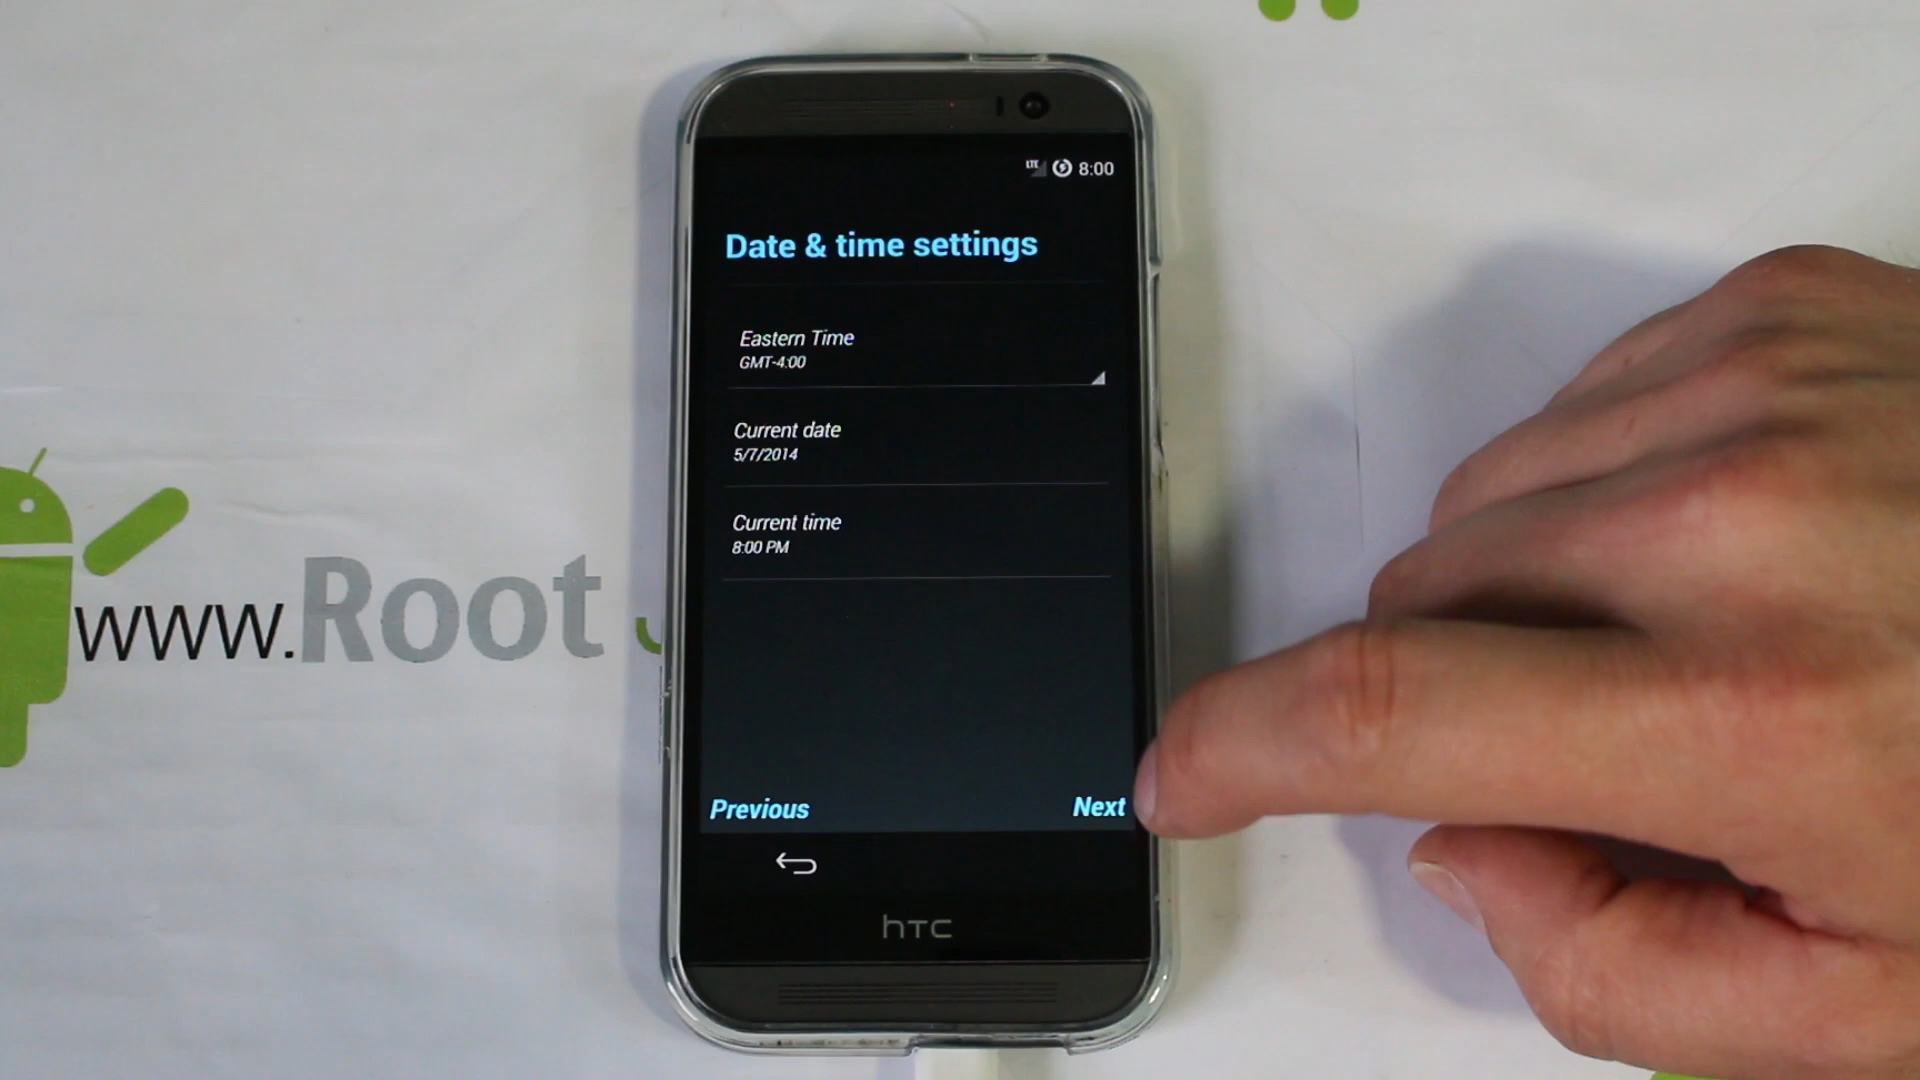 LTE 8:00
Date & time settings
Eastern Time
GMT-4:00
Current date
5/7/2014
Current time
8:00 PM
www.Root J
Previous Next
hTC